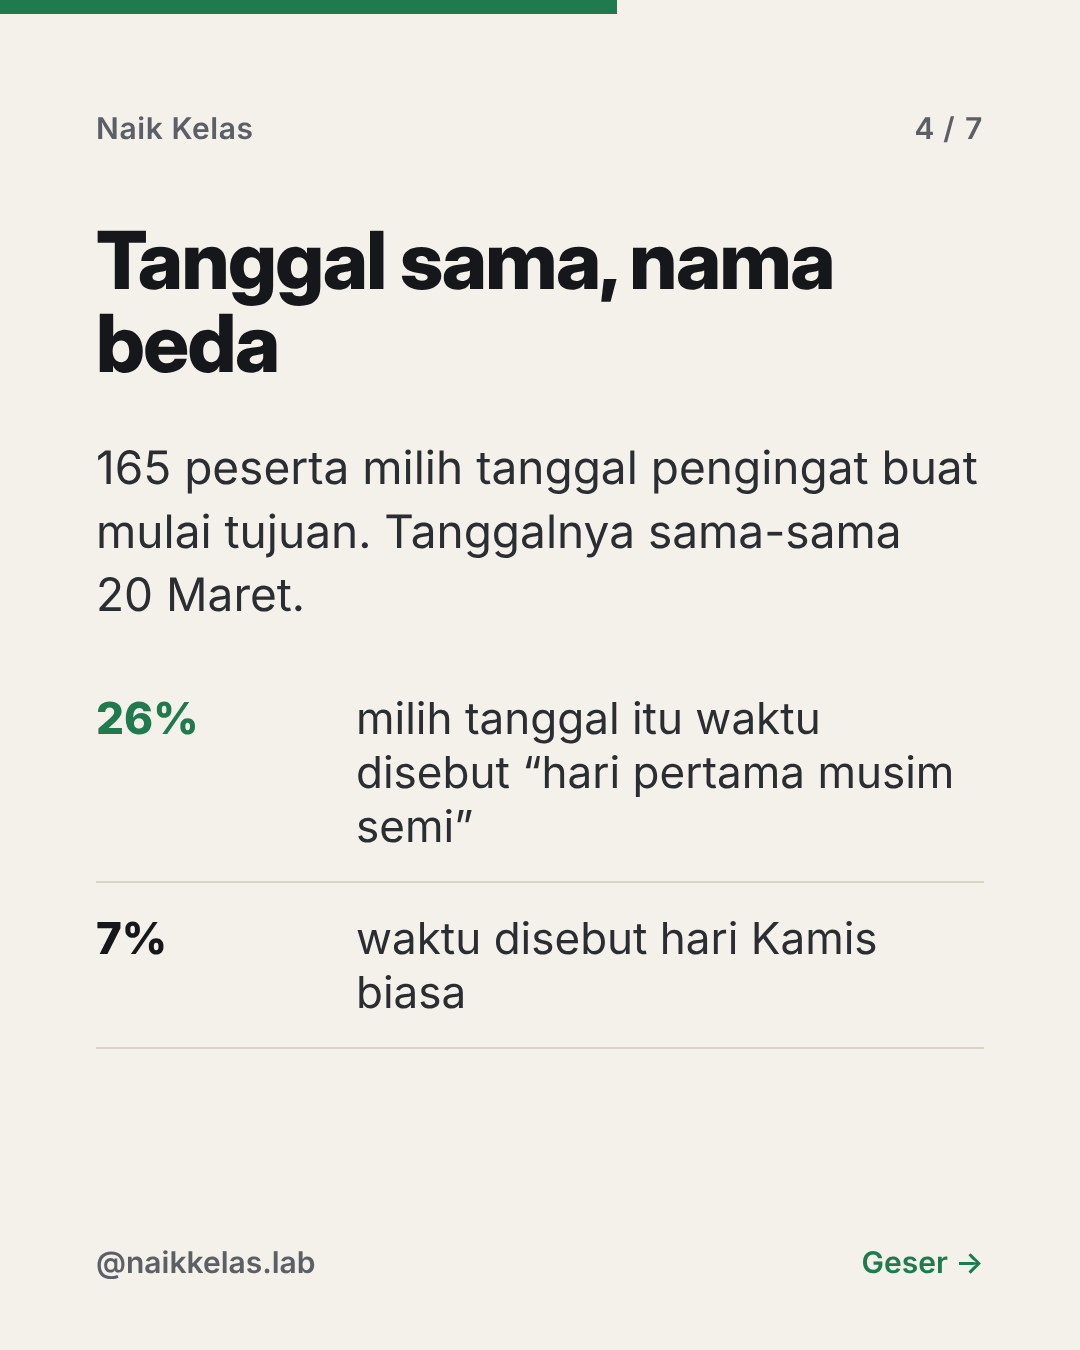 Naik Kelas
4 / 7
Tanggal sama, nama
beda
165 peserta milih tanggal pengingat buat
mulai tujuan. Tanggalnya sama-sama
20 Maret.
26%
milih tanggal itu waktu
disebut “hari pertama musim
semi”
7%
waktu disebut hari Kamis
biasa
@naikkelas.lab
Geser →